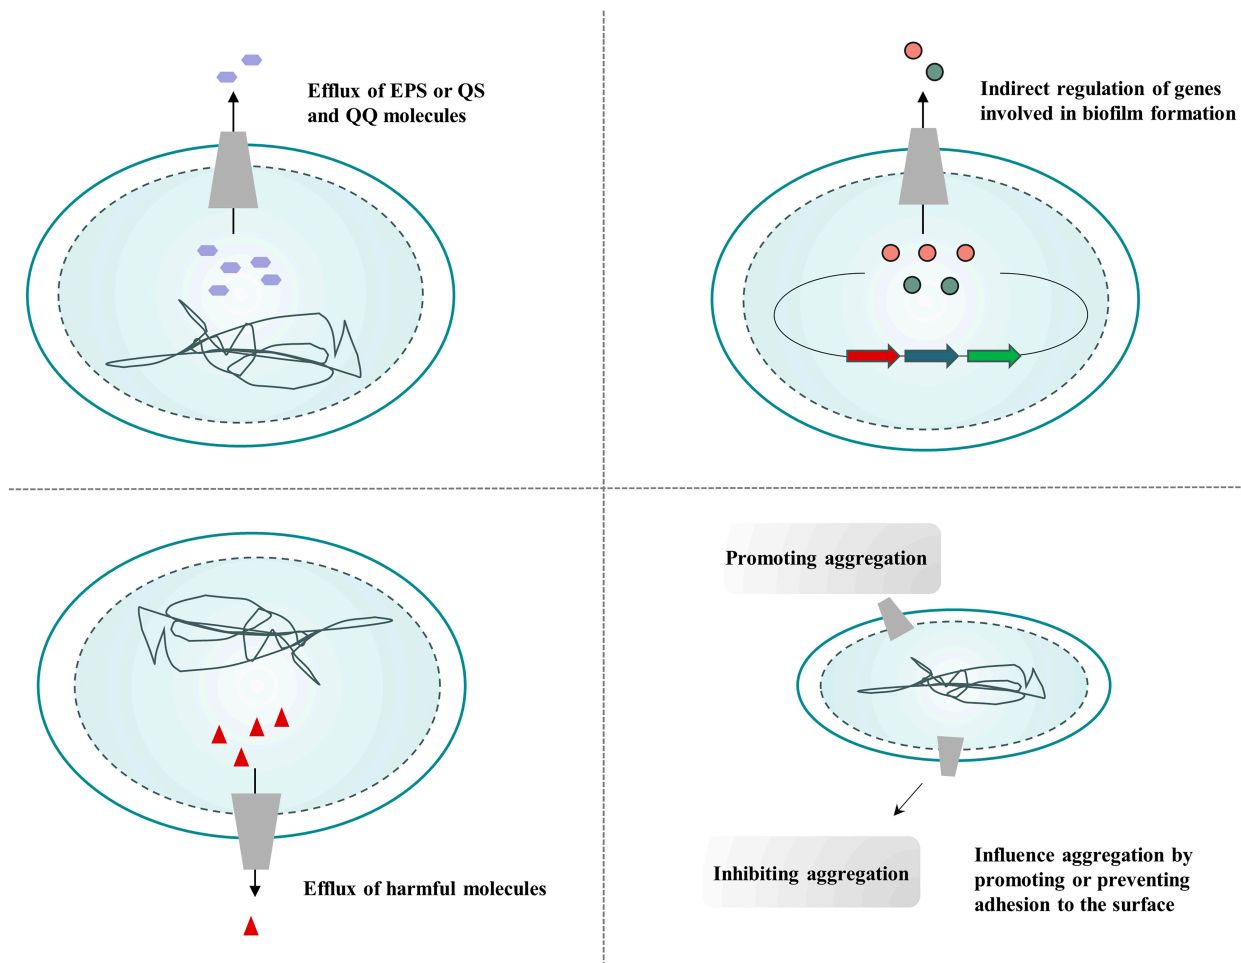 Efflux of EPS or QS
and QQ molecules
Indirect regulation of genes
involved in biofilm formation
Efflux of harmful molecules
Promoting aggregation
Inhibiting aggregation
Influence aggregation by
promoting or preventing
adhesion to the surface